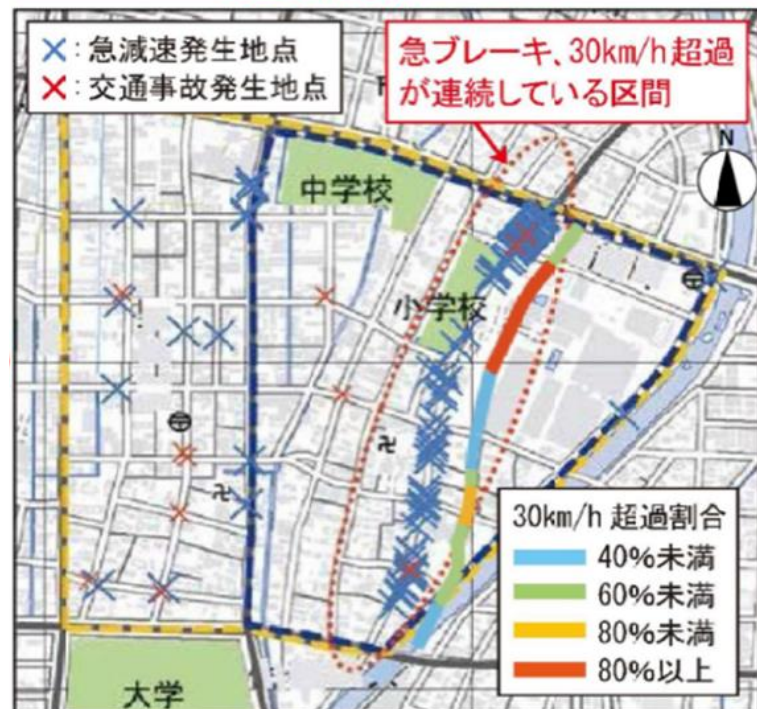 ×：急減速発生地点
×：交通事故発生地点
急ブレーキ、30km/h超過
が連続している区間
N
中学校
小学校
卍
卍
30km/h超過割合
40%未満
60%未満
80%未満
80%以上
大学